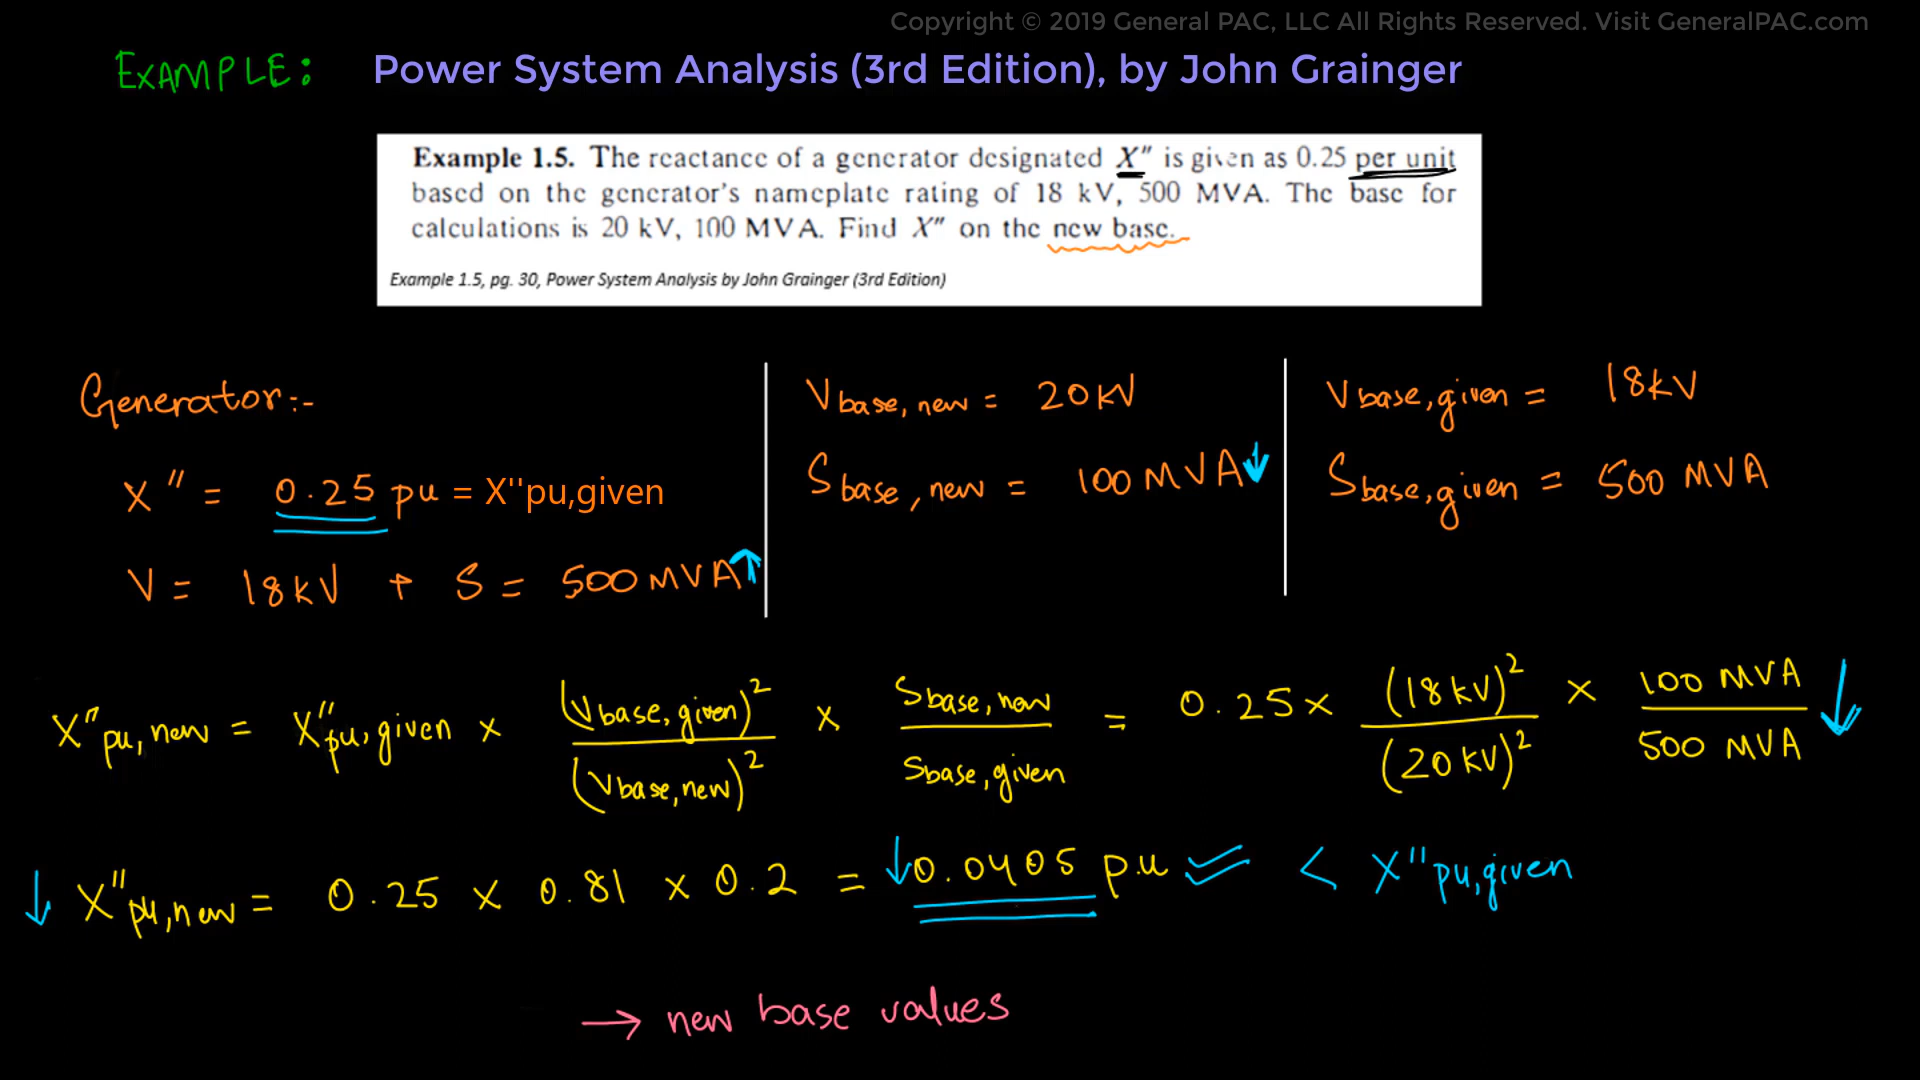 Copyright © 2019 General PAC, LLC All Rights Reserved. Visit GeneralPAC.com
EXAMPLE: Power System Analysis (3rd Edition), by John Grainger
Example 1.5. The reactance of a generator designated X″ is given as 0.25 per unit
based on the generator's nameplate rating of 18 kV, 500 MVA. The base for
calculations is 20 kV, 100 MVA. Find X″ on the new base.
Example 1.5, pg. 30, Power System Analysis by John Grainger (3rd Edition)
Generator:-
X″ = 0.25 pu = X''pu,given
V = 18kV + S = 500MVA↑
Vbase, new = 20kV
Sbase, new = 100MVA↓
Vbase,given = 18kV
Sbase,given = 500 MVA
X″pu,new = X″pu,given × (Vbase,given)² / (Vbase,new)² × Sbase,new / Sbase,given = 0.25 × (18kV)² / (20kV)² × 100 MVA / 500 MVA ↓
↓ X″pu,new = 0.25 × 0.81 × 0.2 = ↓0.0405 p.u < X″pu,given
→ new base values